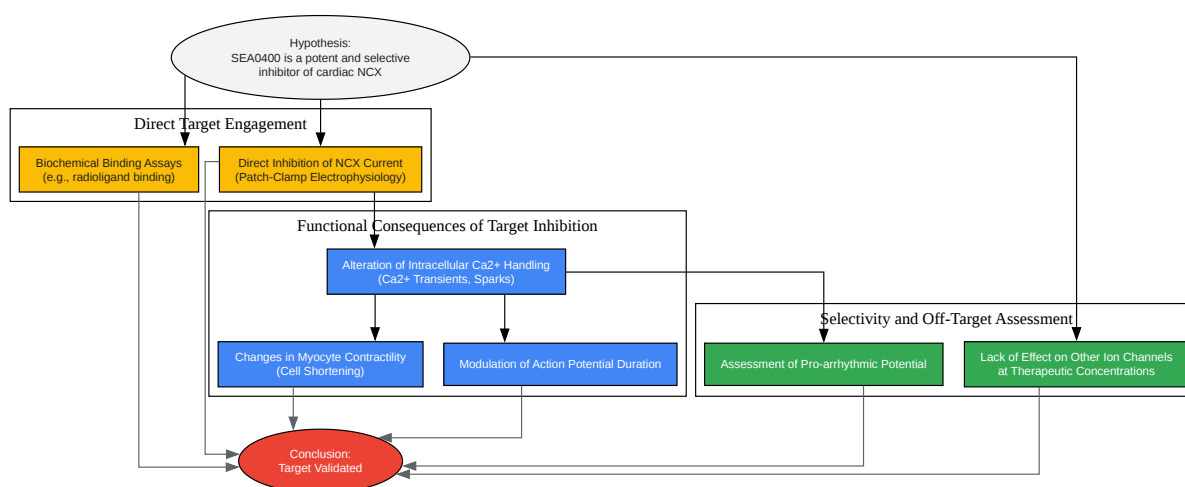 Hypothesis:
SEA0400 is a potent and selective
inhibitor of cardiac NCX
Direct Target Engagement
Biochemical Binding Assays
(e.g., radioligand binding)
Direct Inhibition of NCX Current
(Patch-Clamp Electrophysiology)
Functional Consequences of Target Inhibition
Alteration of Intracellular Ca2+ Handling
(Ca2+ Transients, Sparks)
Changes in Myocyte Contractility
(Cell Shortening)
Modulation of Action Potential Duration
Selectivity and Off-Target Assessment
Assessment of Pro-arrhythmic Potential
Lack of Effect on Other Ion Channels
at Therapeutic Concentrations
Conclusion:
Target Validated